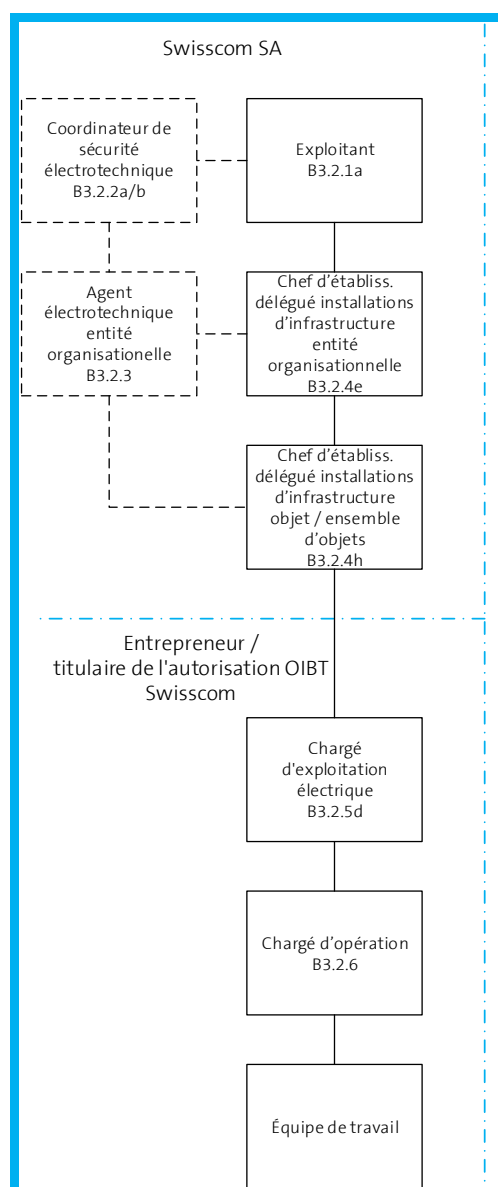 Swisscom SA
Coordinateur de
sécurité
électrotechnique
B3.2.2a/b
Exploitant
B3.2.1a
Agent
électrotechnique
entité
organisationelle
B3.2.3
Chef d’établiss.
délégué installations
d’infrastructure
entité
organisationnelle
B3.2.4e
Chef d’établiss.
délégué installations
d’infrastructure
objet / ensemble
d’objets
B3.2.4h
Entrepreneur /
titulaire de l'autorisation OIBT
Swisscom
Chargé
d'exploitation
électrique
B3.2.5d
Chargé d’opération
B3.2.6
Équipe de travail